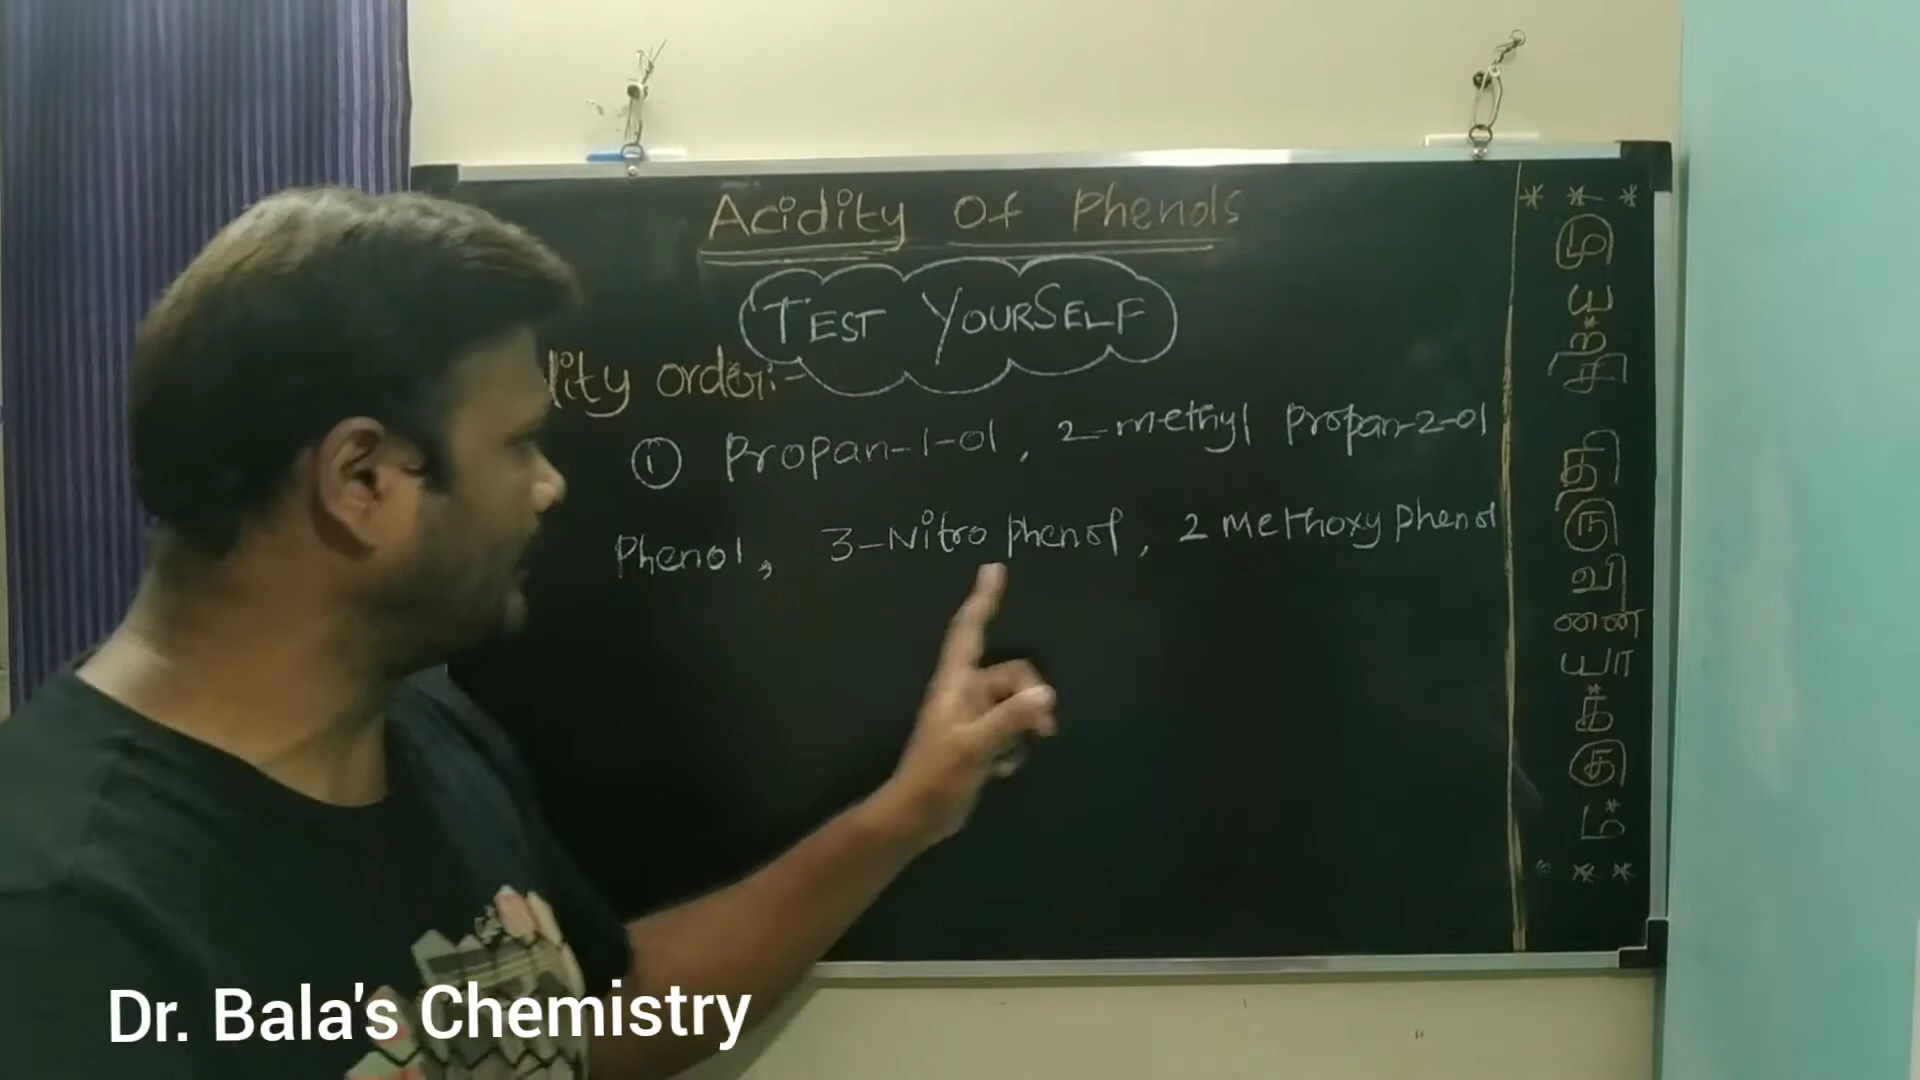 Acidity Of Phenols
TEST YOURSELF
lity order:-
① Propan-1-ol, 2-methyl propan-2-ol
Phenol, 3-Nitro phenol, 2 Methoxy phenol
Dr. Bala's Chemistry